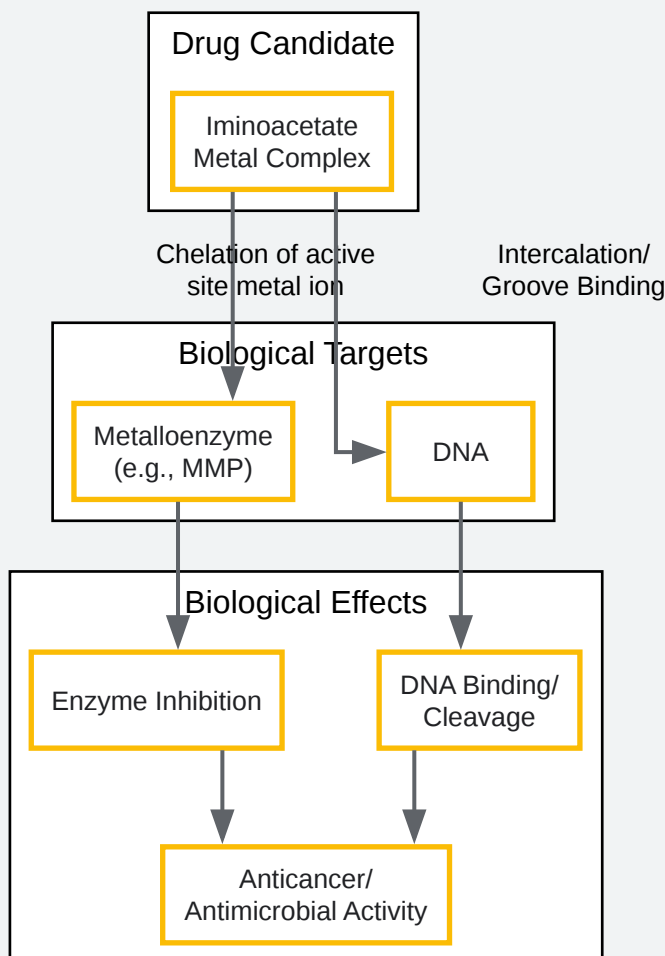 Drug Candidate
Iminoacetate
Metal Complex
Chelation of active
site metal ion
Intercalation/
Groove Binding
Biological Targets
Metalloenzyme
(e.g., MMP)
DNA
Biological Effects
Enzyme Inhibition
DNA Binding/
Cleavage
Anticancer/
Antimicrobial Activity